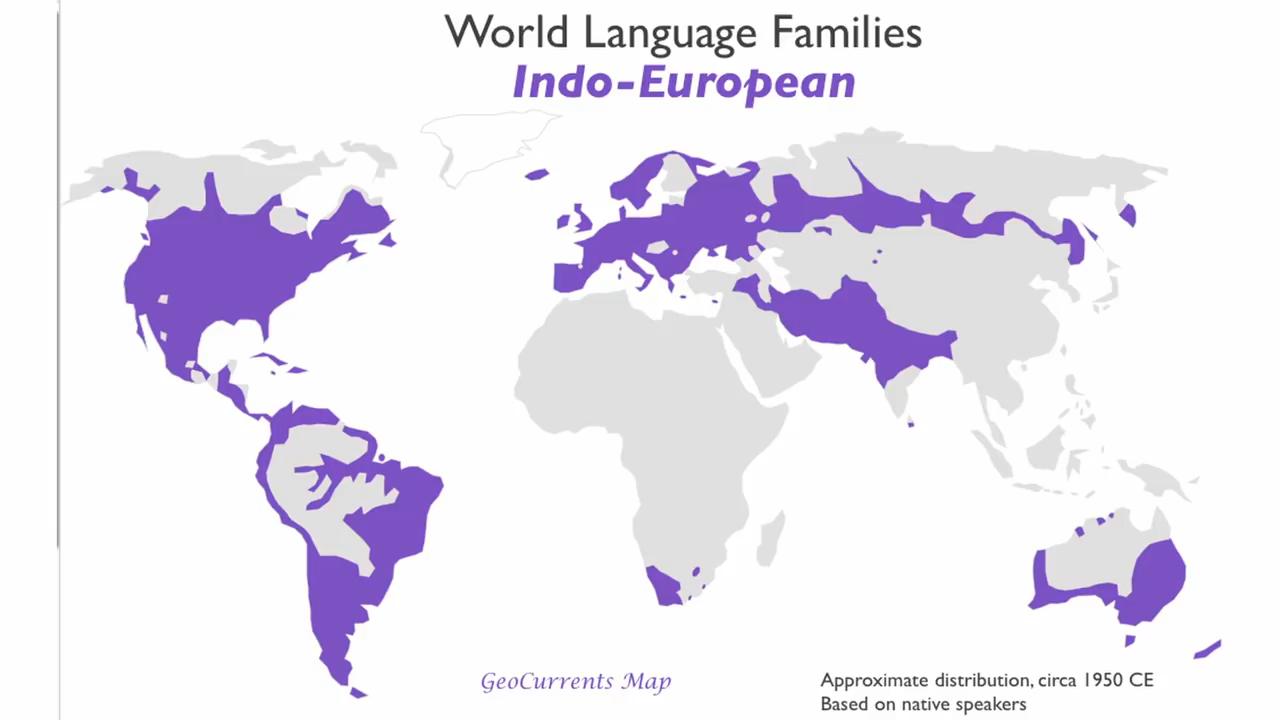 World Language Families
Indo-European
GeoCurrents Map
Approximate distribution, circa 1950 CE
Based on native speakers